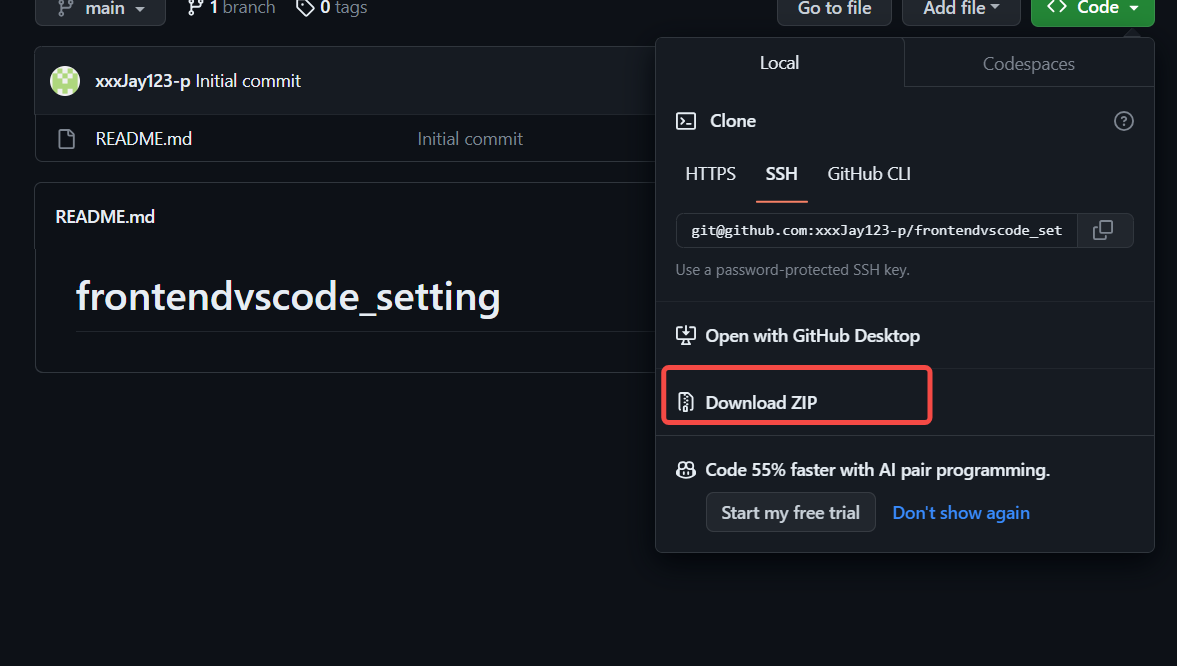 main 1 branch 0 tags Go to file Add file Code
Local Codespaces
xxxJay123-p Initial commit
Clone
README.md Initial commit
HTTPS SSH GitHub CLI
README.md
git@github.com:xxxJay123-p/frontendvscode_set
Use a password-protected SSH key.
frontendvscode_setting
Open with GitHub Desktop
Download ZIP
Code 55% faster with AI pair programming.
Start my free trial Don't show again